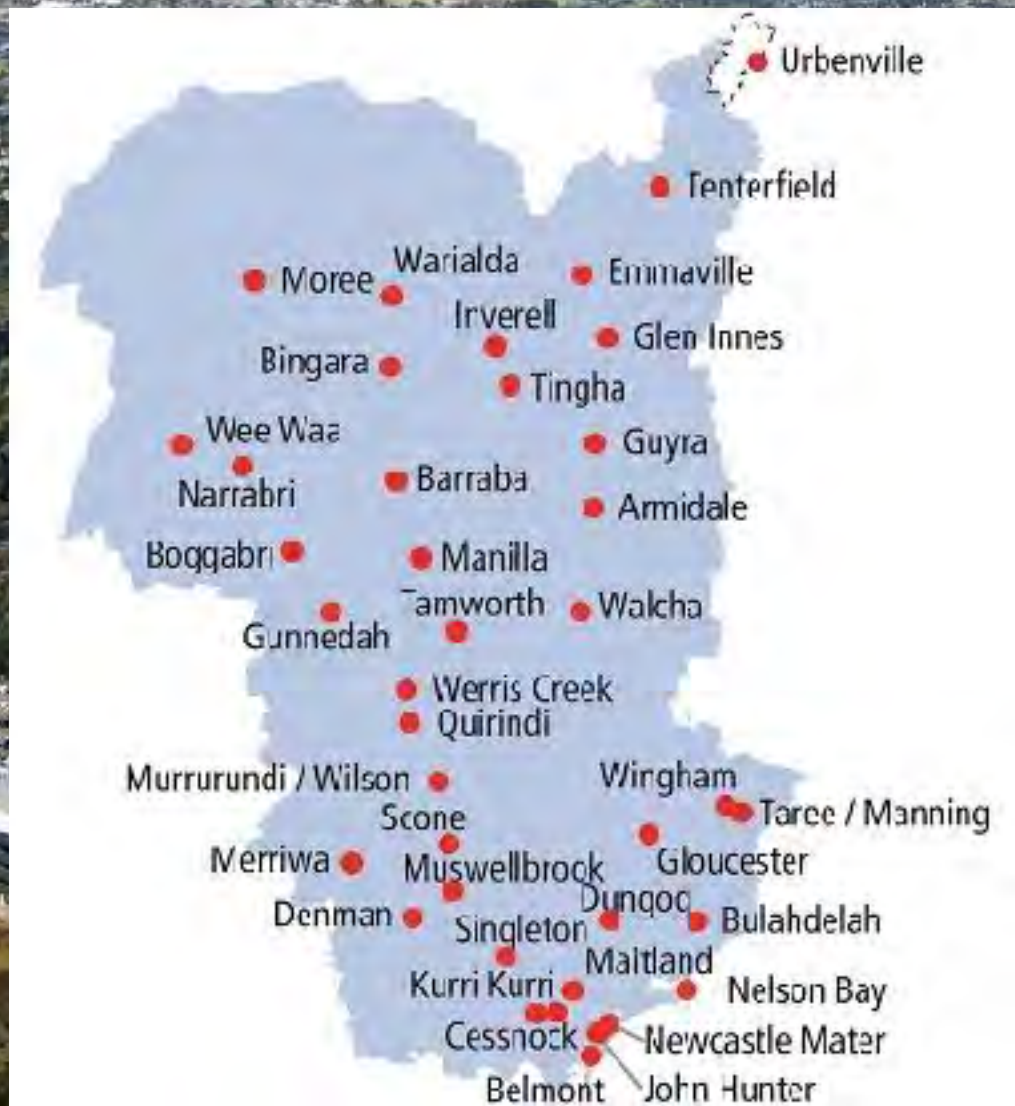 Urbenville
Tenterfield
Warialda
Moree
Emmaville
Inverell
Glen Innes
Bingara
Tingha
Wee Waa
Guyra
Barraba
Narrabri
Armidale
Boggabri
Manilla
Tamworth
Walcha
Gunnedah
Werris Creek
Quirindi
Murrurundi / Wilson
Wingham
Scone
Taree / Manning
Merriwa
Gloucester
Muswellbrook
Dungog
Denman
Bulahdelah
Singleton
Maitland
Kurri Kurri
Nelson Bay
Cessnock
Newcastle Mater
Belmont
John Hunter